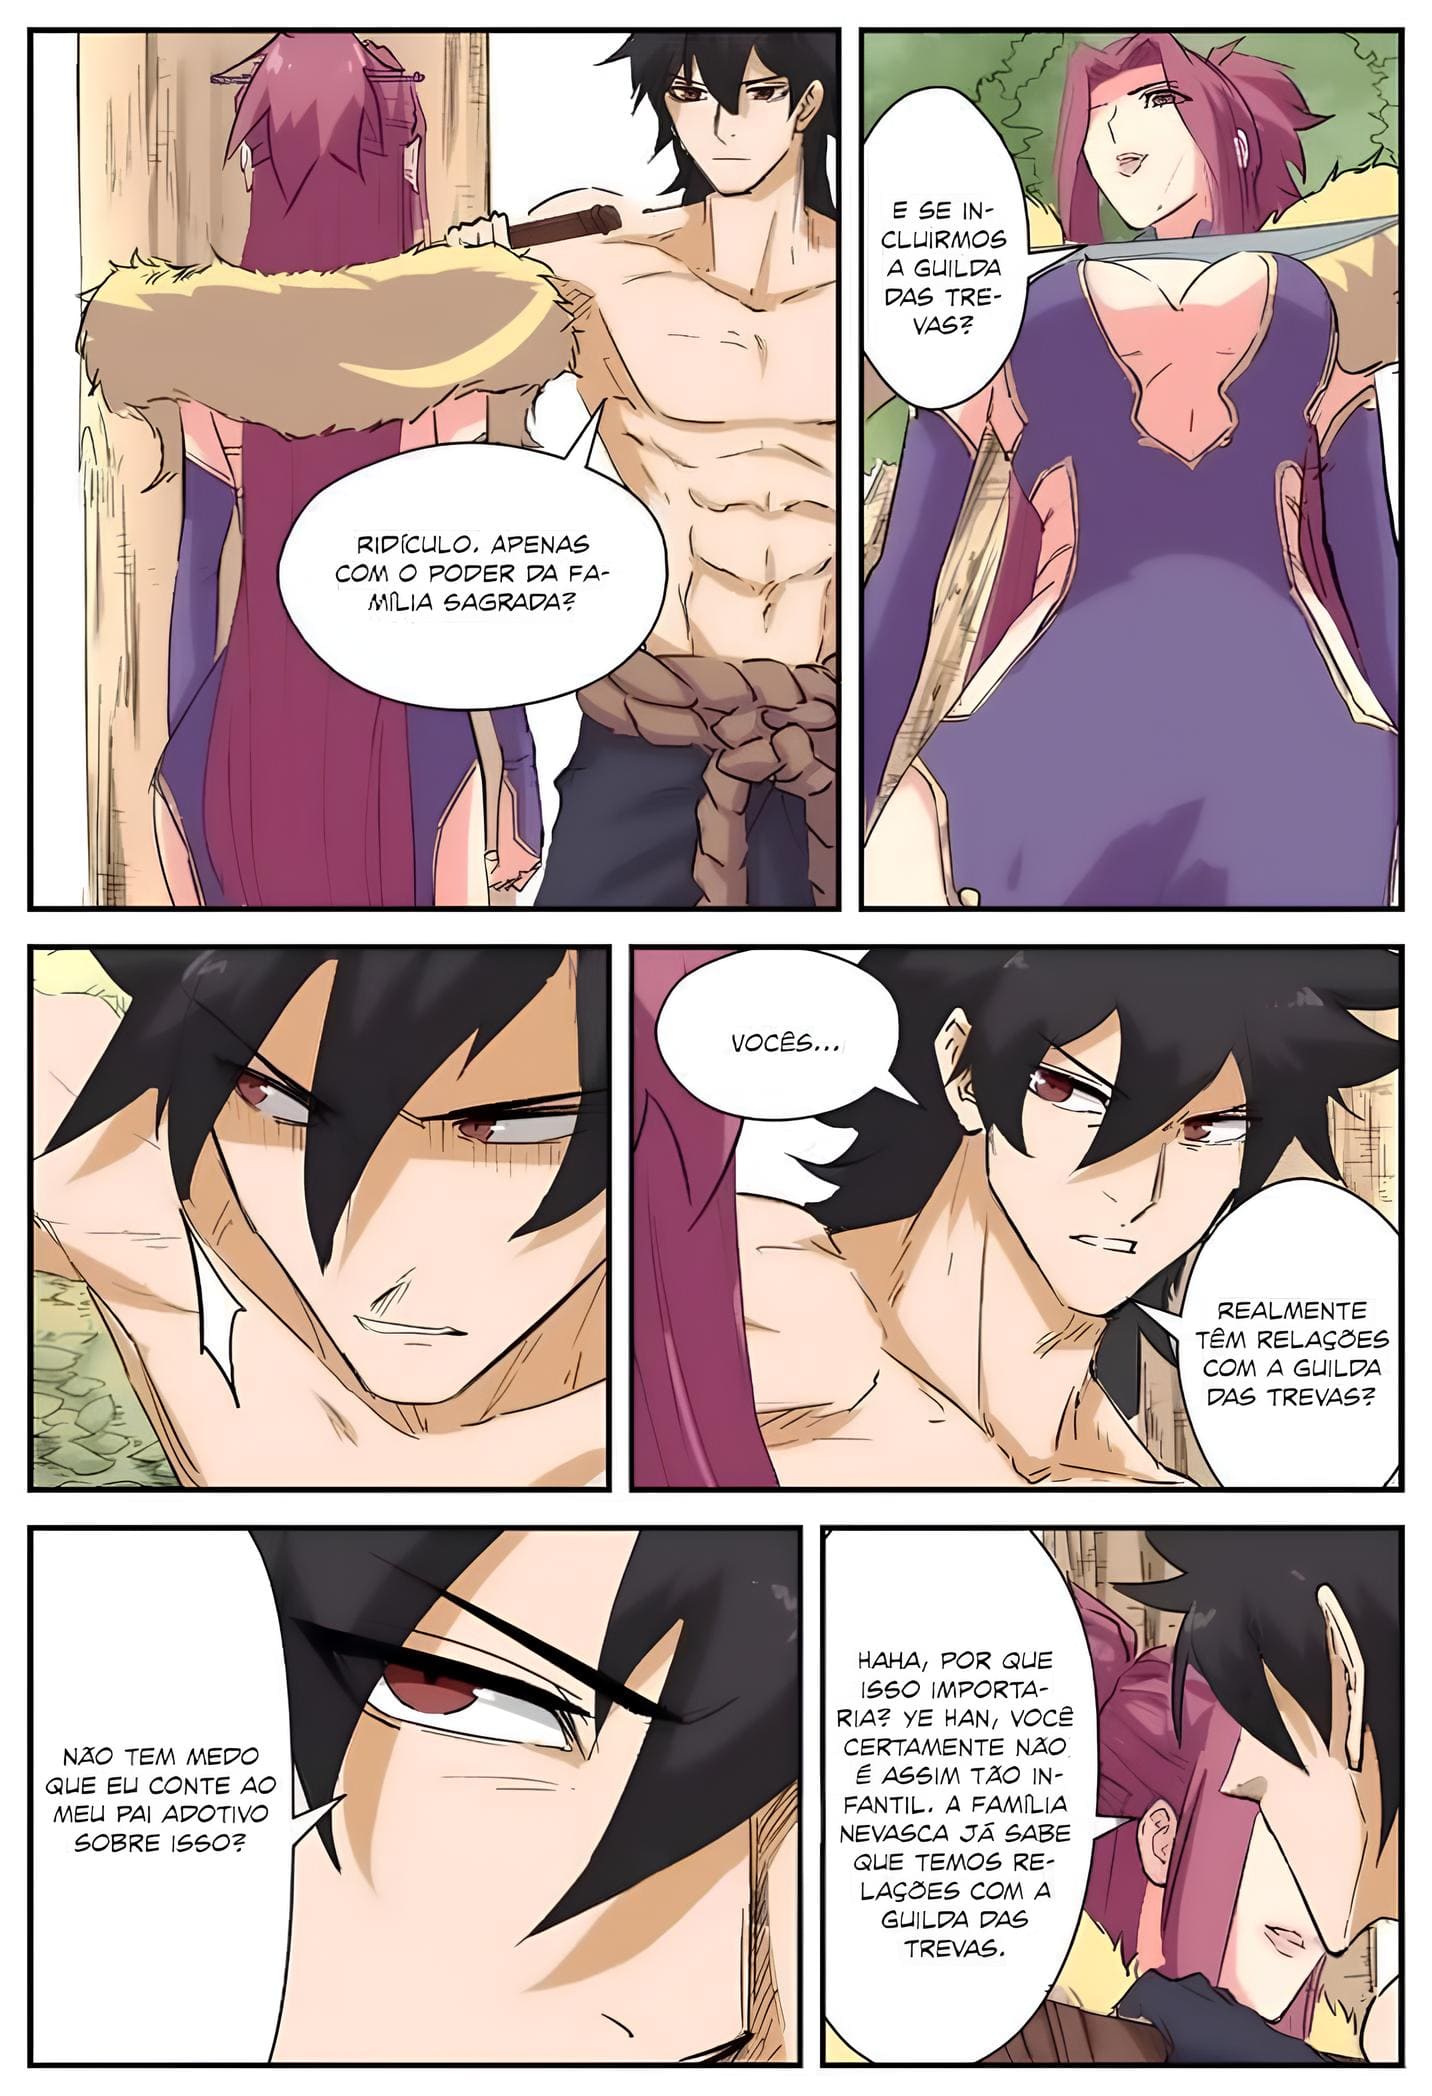 RIDÍCULO. APENAS
COM O PODER DA FA-
MÍLIA SAGRADA?
E SE IN-
CLUIRMOS
A GUILDA
DAS TRE-
VAS?
VOCÊS...
REALMENTE
TÊM RELAÇÕES
COM A GUILDA
DAS TREVAS?
NÃO TEM MEDO
QUE EU CONTE AO
MEU PAI ADOTIVO
SOBRE ISSO?
HAHA, POR QUE
ISSO IMPORTA-
RIA? YE HAN, VOCÊ
CERTAMENTE NÃO
É ASSIM TÃO IN-
FANTIL. A FAMÍLIA
NEVASCA JÁ SABE
QUE TEMOS RE-
LAÇÕES COM A
GUILDA DAS
TREVAS.